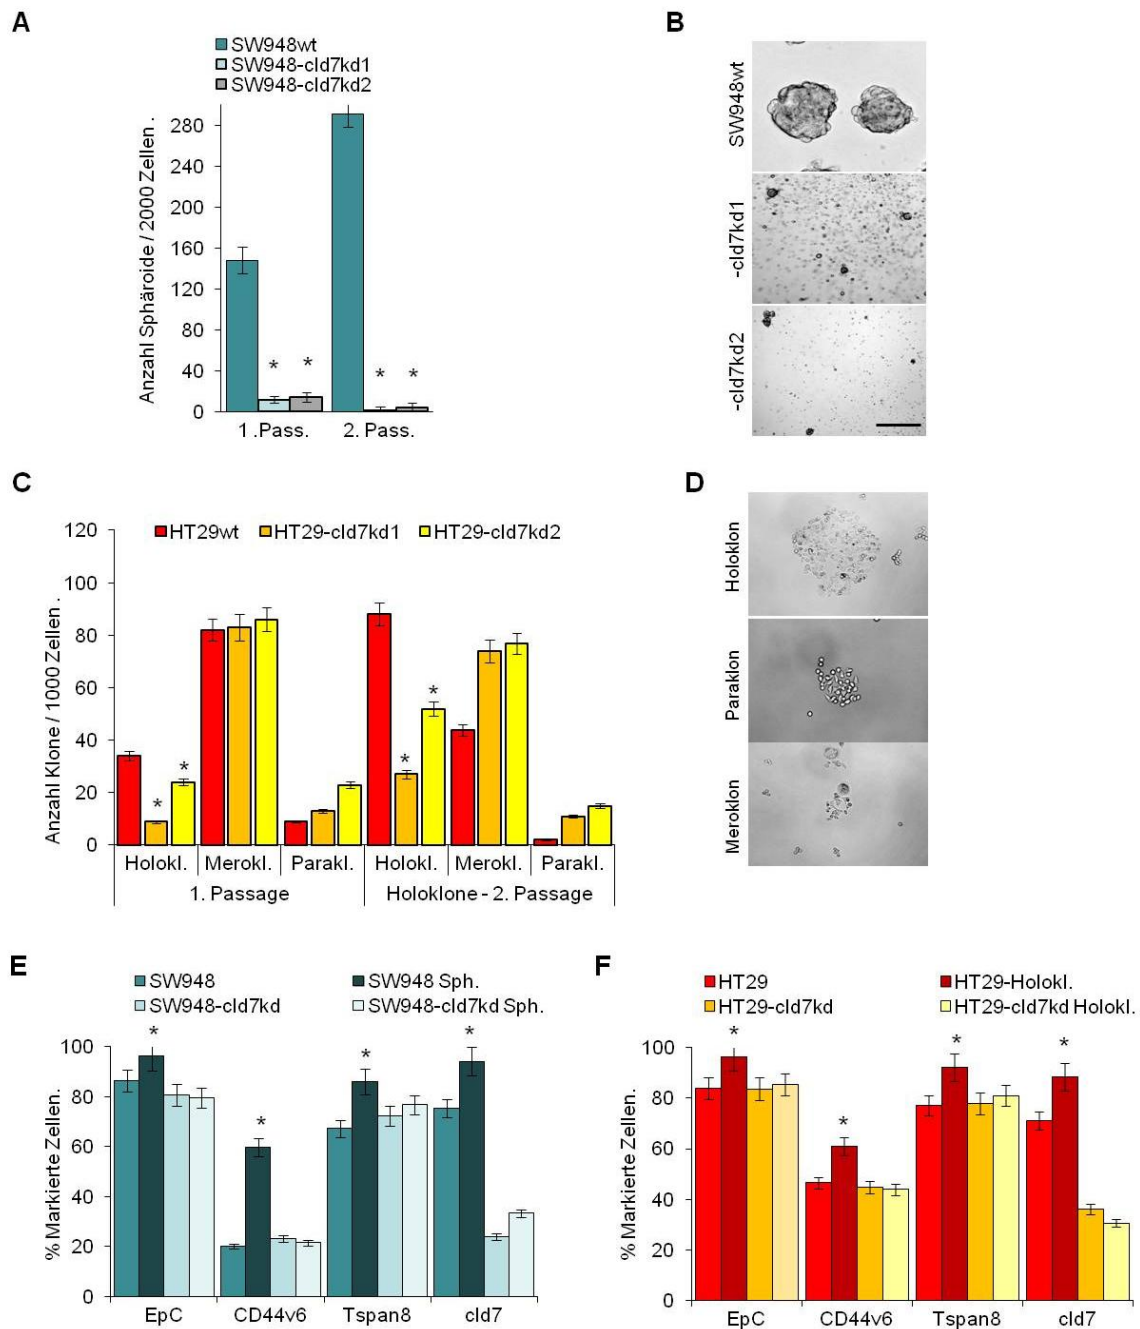 A
SW948wt
SW948-cld7kd1
SW948-cld7kd2
Anzahl Sphäroide / 2000 Zellen .
280
240
200
160
120
80
40
0
* * * *
1 .Pass. 2. Pass.
B
SW948wt
-cld7kd1
-cld7kd2
C
HT29wt HT29-cld7kd1 HT29-cld7kd2
Anzahl Klone / 1000 Zellen .
120
100
80
60
40
20
0
* * * *
Holokl. Merokl. Parakl. Holokl. Merokl. Parakl.
1. Passage Holoklone - 2. Passage
D
Holoklon
Paraklon
Meroklon
E
SW948 SW948 Sph.
SW948-cld7kd SW948-cld7kd Sph.
% Markierte Zellen.
100
80
60
40
20
0
* * * *
EpC CD44v6 Tspan8 cld7
F
HT29 HT29-Holokl.
HT29-cld7kd HT29-cld7kd Holokl.
% Markierte Zellen.
100
80
60
40
20
0
* * * *
EpC CD44v6 Tspan8 cld7